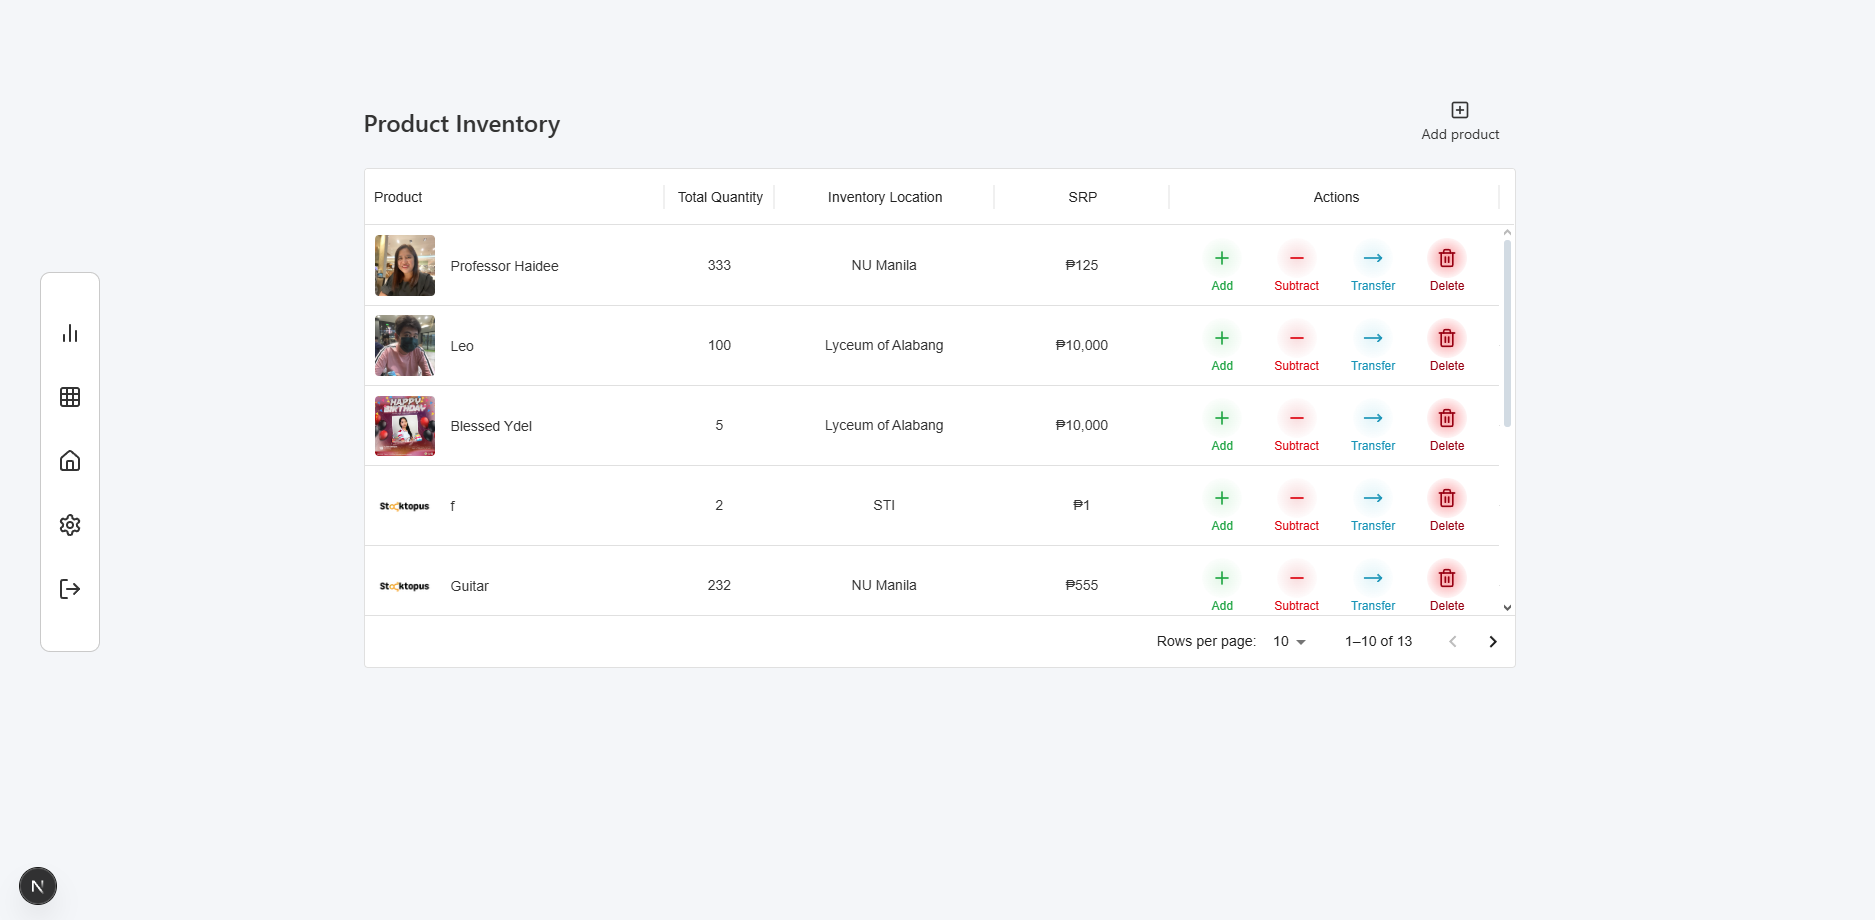 Product Inventory
Add product
Product Total Quantity Inventory Location SRP Actions
Professor Haidee 333 NU Manila ₱125
Add Subtract Transfer Delete
Leo 100 Lyceum of Alabang ₱10,000
Add Subtract Transfer Delete
HAPPY
BIRTHDAY
Blessed Ydel 5 Lyceum of Alabang ₱10,000
Add Subtract Transfer Delete
Stocktopus f 2 STI ₱1
Add Subtract Transfer Delete
Stocktopus Guitar 232 NU Manila ₱555
Add Subtract Transfer Delete
Rows per page: 10 1–10 of 13
N